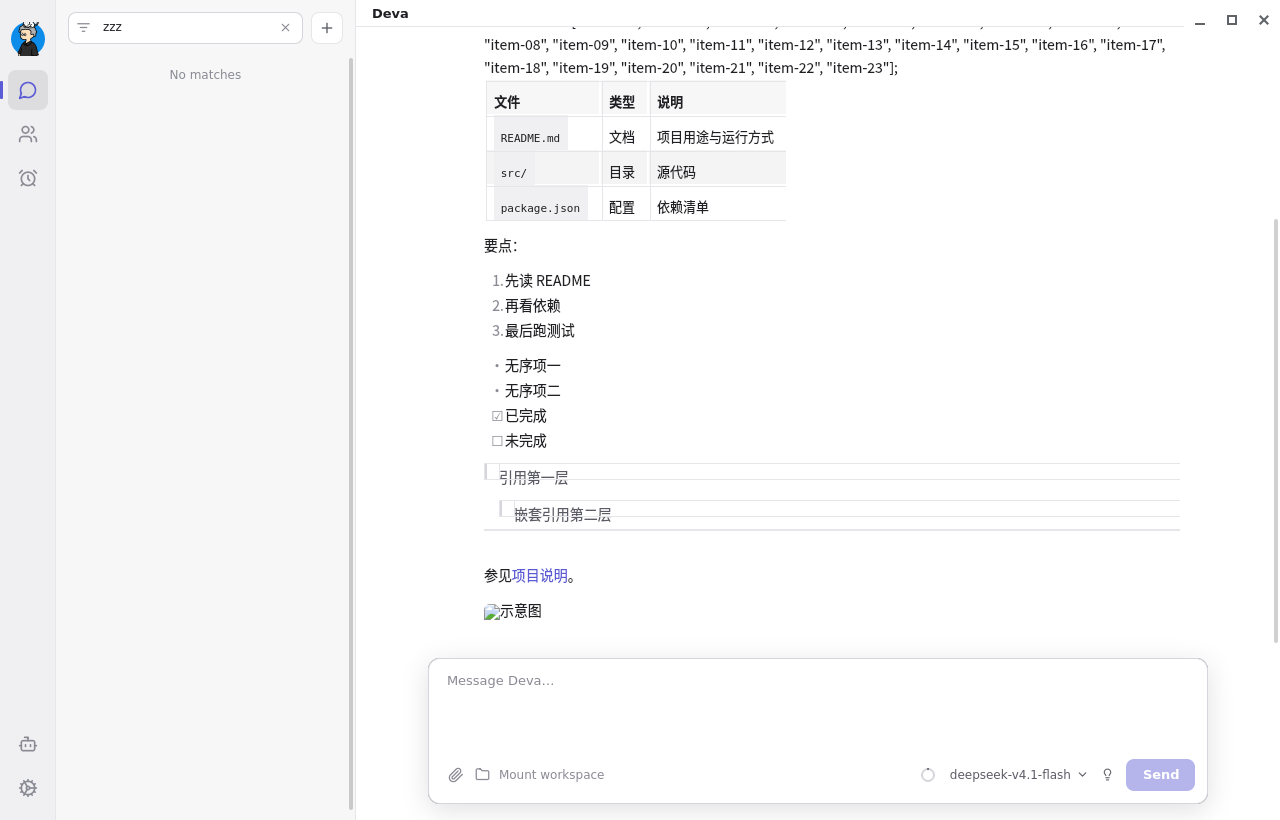 zzz
No matches
Deva
"item-08", "item-09", "item-10", "item-11", "item-12", "item-13", "item-14", "item-15", "item-16", "item-17",
"item-18", "item-19", "item-20", "item-21", "item-22", "item-23"];
文件 类型 说明
README.md 文档 项目用途与运行方式
src/ 目录 源代码
package.json 配置 依赖清单
要点：
1. 先读 README
2. 再看依赖
3. 最后跑测试
• 无序项一
• 无序项二
☑ 已完成
☐ 未完成
引用第一层
嵌套引用第二层
参见项目说明。
示意图
Message Deva...
Mount workspace
deepseek-v4.1-flash
Send